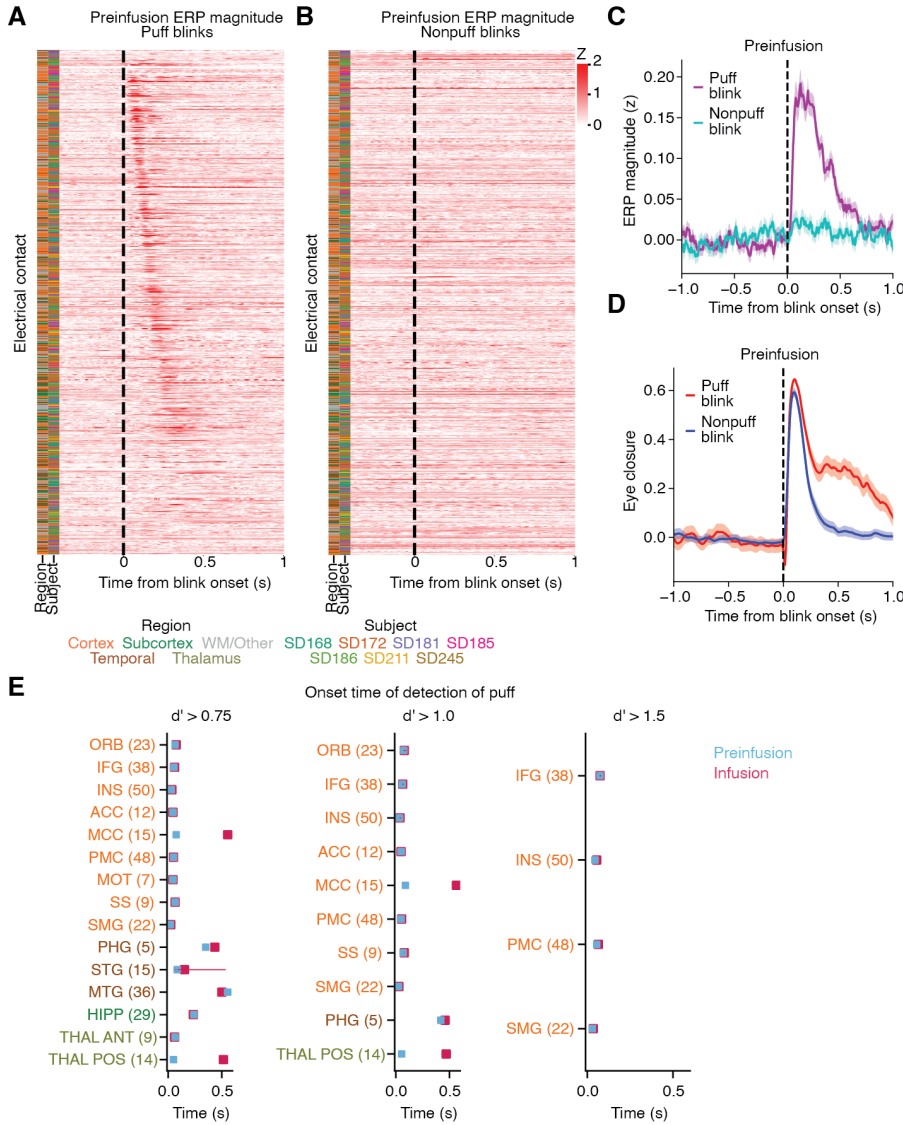 A
Preinfusion ERP magnitude
Puff blinks
Electrical contact
0
0.5
1
Time from blink onset (s)
Region
Subject
B
Preinfusion ERP magnitude
Nonpuff blinks
Z
2
1
0
Electrical contact
0
0.5
1
Time from blink onset (s)
Region
Subject
Region
Cortex Subcortex WM/Other
Temporal Thalamus
Subject
SD168 SD172 SD181 SD185
SD186 SD211 SD245
C
Preinfusion
Puff
blink
Nonpuff
blink
ERP magnitude (z)
0.20
0.15
0.10
0.05
0.00
−1.0 −0.5 0.0 0.5 1.0
Time from blink onset (s)
D
Preinfusion
Puff
blink
Nonpuff
blink
Eye closure
0.6
0.4
0.2
0.0
−1.0 −0.5 0.0 0.5 1.0
Time from blink onset (s)
E
Onset time of detection of puff
d' > 0.75
ORB (23)
IFG (38)
INS (50)
ACC (12)
MCC (15)
PMC (48)
MOT (7)
SS (9)
SMG (22)
PHG (5)
STG (15)
MTG (36)
HIPP (29)
THAL ANT (9)
THAL POS (14)
0.0 0.5
Time (s)
d' > 1.0
ORB (23)
IFG (38)
INS (50)
ACC (12)
MCC (15)
PMC (48)
SS (9)
SMG (22)
PHG (5)
THAL POS (14)
0.0 0.5
Time (s)
d' > 1.5
IFG (38)
INS (50)
PMC (48)
SMG (22)
0.0 0.5
Time (s)
Preinfusion
Infusion